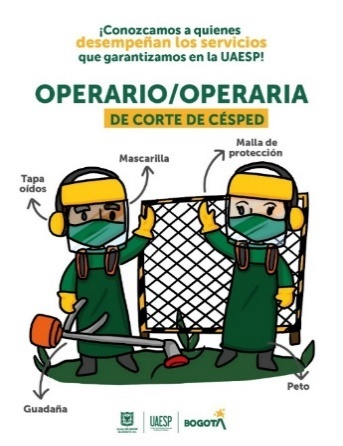 ¡Conozcamos a quienes
desempeñan los servicios
que garantizamos en la UAESP!
OPERARIO/OPERARIA
DE CORTE DE CÉSPED
Malla de
protección
Mascarilla
Tapa
oídos
Peto
Guadaña
UAESP
BOGOTÁ